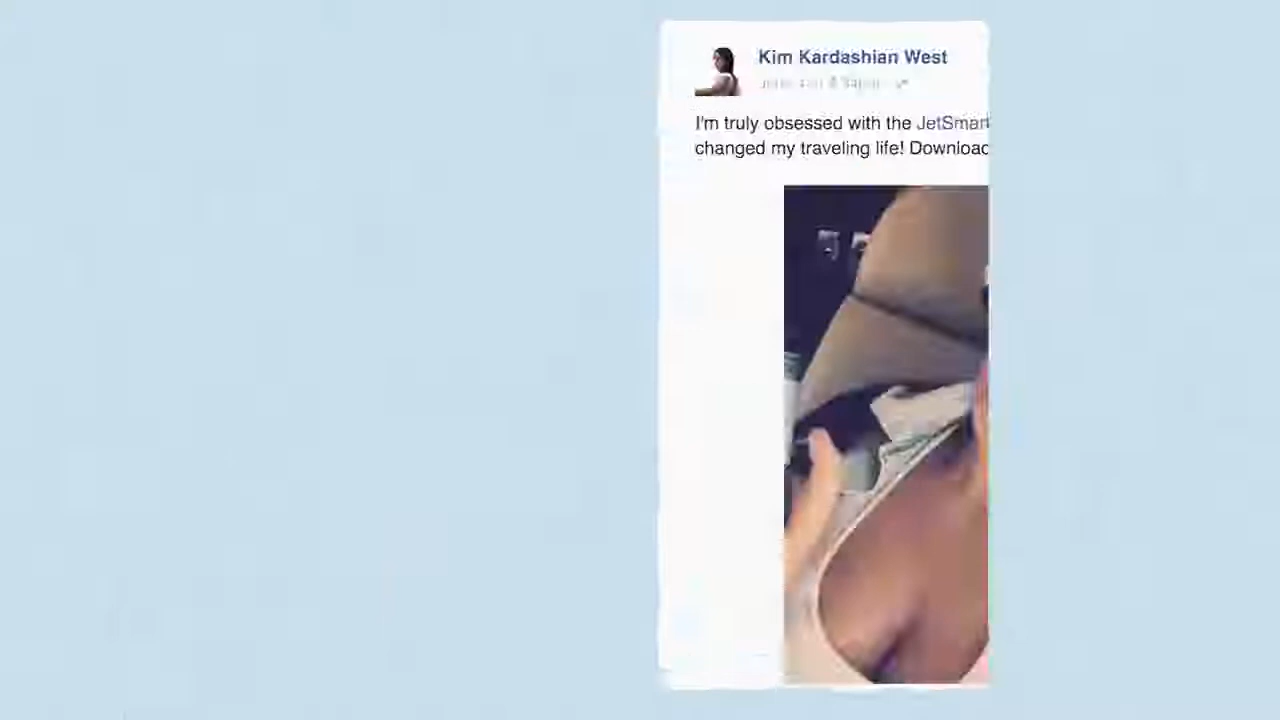 Kim Kardashian West
I'm truly obsessed with the JetSmart
changed my traveling life! Download